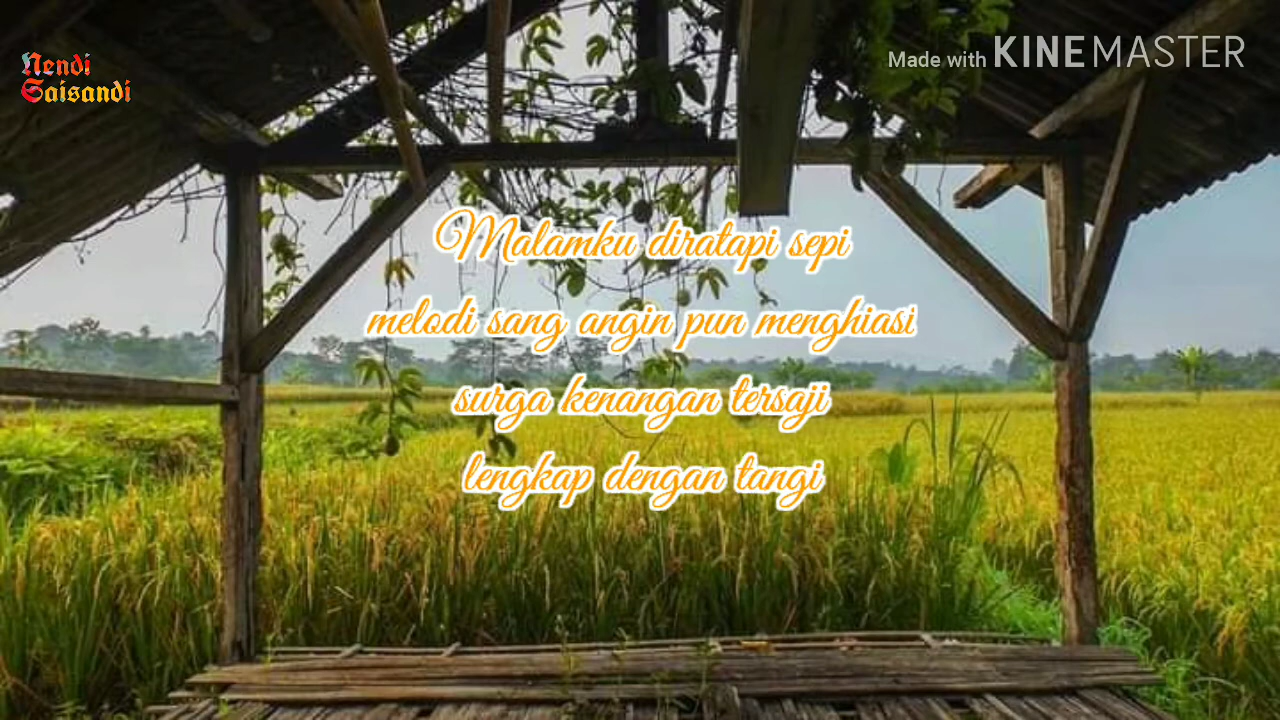 Nendi
Saisandi
Made with KINEMASTER
Malamku diratapi sepi
melodi sang angin pun menghiasi
surga kenangan tersaji
lengkap dengan tangi